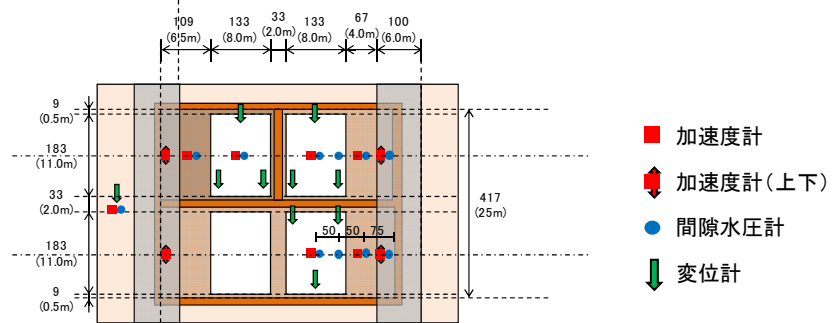 109 133 33 133 67 100
(6.5m) (8.0m) (2.0m) (8.0m) (4.0m) (6.0m)
9
(0.5m)
183
(11.0m)
33
(2.0m)
183
(11.0m)
9
(0.5m)
417
(25m)
50 50 75
加速度計
加速度計(上下)
間隙水圧計
変位計